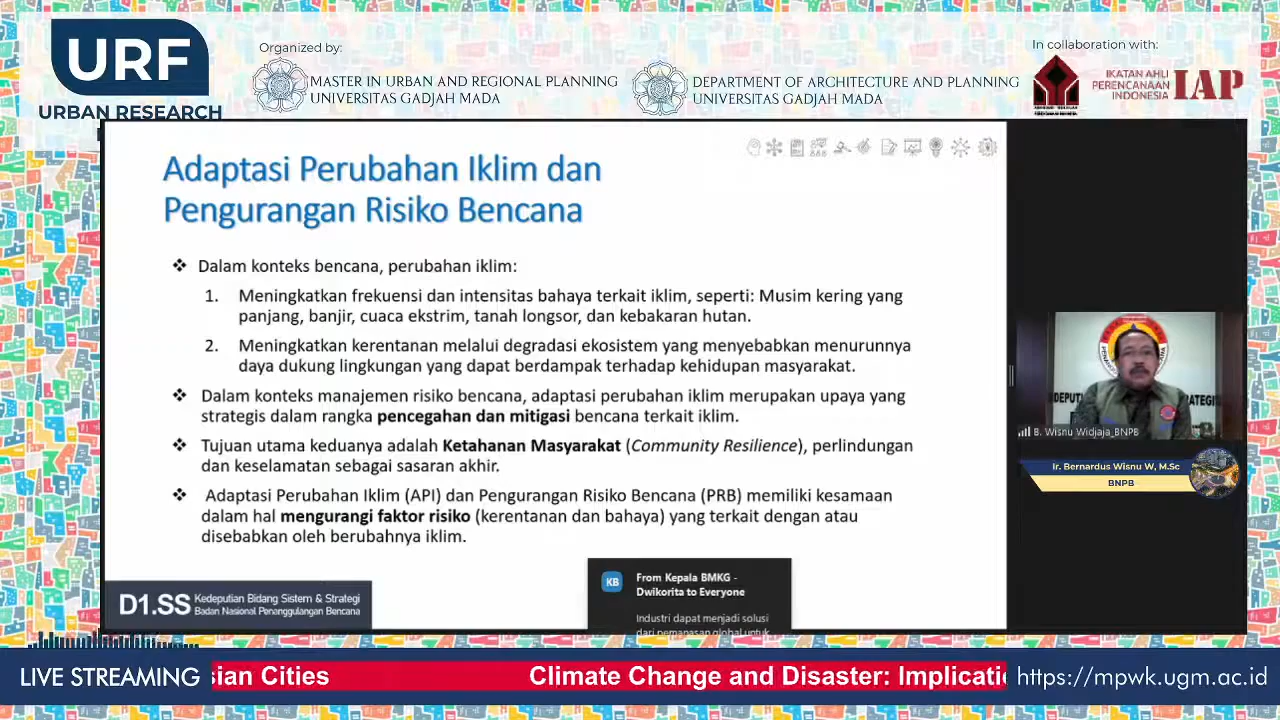 URF
URBAN RESEARCH
Organized by:
MASTER IN URBAN AND REGIONAL PLANNING
UNIVERSITAS GADJAH MADA
DEPARTMENT OF ARCHITECTURE AND PLANNING
UNIVERSITAS GADJAH MADA
In collaboration with:
IKATAN AHLI
PERENCANAAN
INDONESIA
IAP
Adaptasi Perubahan Iklim dan
Pengurangan Risiko Bencana
❖ Dalam konteks bencana, perubahan iklim:
1. Meningkatkan frekuensi dan intensitas bahaya terkait iklim, seperti: Musim kering yang
panjang, banjir, cuaca ekstrim, tanah longsor, dan kebakaran hutan.
2. Meningkatkan kerentanan melalui degradasi ekosistem yang menyebabkan menurunnya
daya dukung lingkungan yang dapat berdampak terhadap kehidupan masyarakat.
❖ Dalam konteks manajemen risiko bencana, adaptasi perubahan iklim merupakan upaya yang
strategis dalam rangka pencegahan dan mitigasi bencana terkait iklim.
❖ Tujuan utama keduanya adalah Ketahanan Masyarakat (Community Resilience), perlindungan
dan keselamatan sebagai sasaran akhir.
❖ Adaptasi Perubahan Iklim (API) dan Pengurangan Risiko Bencana (PRB) memiliki kesamaan
dalam hal mengurangi faktor risiko (kerentanan dan bahaya) yang terkait dengan atau
disebabkan oleh berubahnya iklim.
D1.SS
Kedeputian Bidang Sistem & Strategi
Badan Nasional Penanggulangan Bencana
KB
From Kepala BMKG -
Dwikorita to Everyone
Industri dapat menjadi solusi
dari pemanasan global untuk
B. Wisnu Widjaja_BNPB
Ir. Bernardus Wisnu W, M.Sc
BNPB
LIVE STREAMING
sian Cities
Climate Change and Disaster: Implicatio
https://mpwk.ugm.ac.id